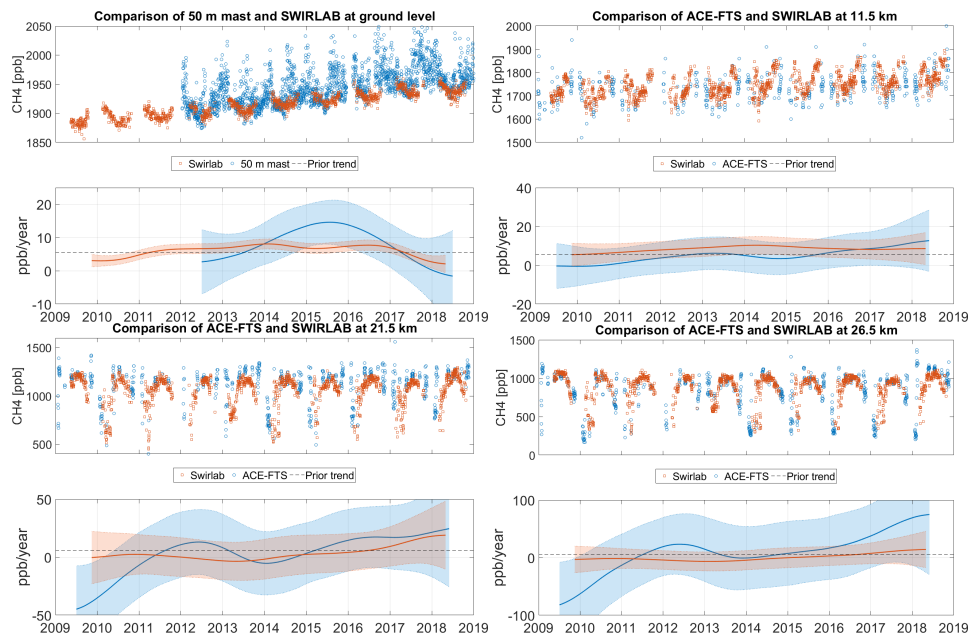 Comparison of 50 m mast and SWIRLAB at ground level
CH4 [ppb]
2050
2000
1950
1900
1850
Swirlab 50 m mast Prior trend
ppb/year
20
10
0
-10
2009 2010 2011 2012 2013 2014 2015 2016 2017 2018 2019
Comparison of ACE-FTS and SWIRLAB at 11.5 km
CH4 [ppb]
2000
1900
1800
1700
1600
1500
Swirlab ACE-FTS Prior trend
ppb/year
40
20
0
-20
2009 2010 2011 2012 2013 2014 2015 2016 2017 2018 2019
Comparison of ACE-FTS and SWIRLAB at 21.5 km
CH4 [ppb]
1500
1000
500
Swirlab ACE-FTS Prior trend
ppb/year
50
0
-50
2009 2010 2011 2012 2013 2014 2015 2016 2017 2018 2019
Comparison of ACE-FTS and SWIRLAB at 26.5 km
CH4 [ppb]
1500
1000
500
0
Swirlab ACE-FTS Prior trend
ppb/year
100
0
-100
2009 2010 2011 2012 2013 2014 2015 2016 2017 2018 2019